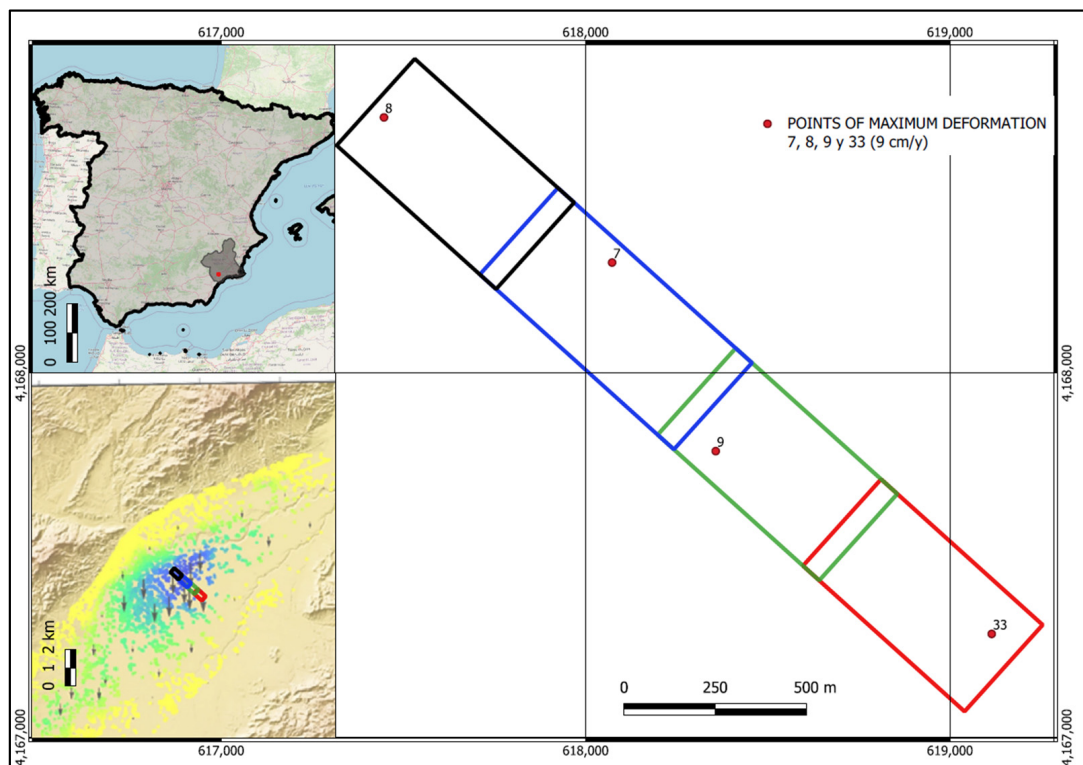 617,000
618,000
619,000
8
POINTS OF MAXIMUM DEFORMATION
7, 8, 9 y 33 (9 cm/y)
7
0 100 200 km
4,168,000
4,168,000
9
33
0 1 2 km
0 250 500 m
4,167,000
4,167,000
617,000
618,000
619,000